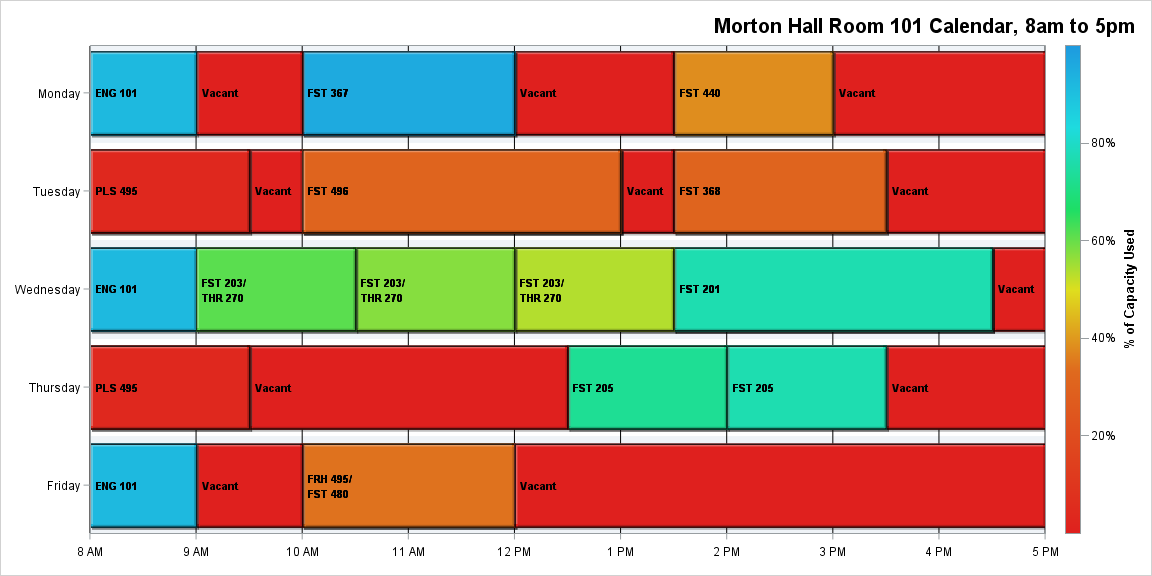 Morton Hall Room 101 Calendar, 8am to 5pm
Monday
ENG 101
Vacant
FST 367
Vacant
FST 440
Vacant
Tuesday
PLS 495
Vacant
FST 496
Vacant
FST 368
Vacant
Wednesday
ENG 101
FST 203/
THR 270
FST 203/
THR 270
FST 203/
THR 270
FST 201
Vacant
Thursday
PLS 495
Vacant
FST 205
FST 205
Vacant
Friday
ENG 101
Vacant
FRH 495/
FST 480
Vacant
8 AM
9 AM
10 AM
11 AM
12 PM
1 PM
2 PM
3 PM
4 PM
5 PM
80%
60%
40%
20%
% of Capacity Used